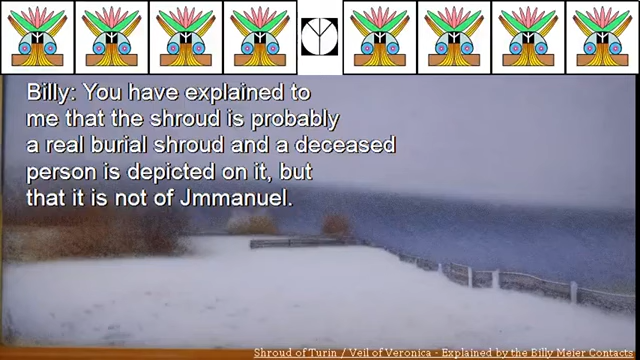 Billy: You have explained to
me that the shroud is probably
a real burial shroud and a deceased
person is depicted on it, but
that it is not of Jmmanuel.
Shroud of Turin / Veil of Veronica - Explained by the Billy Meier Contacts